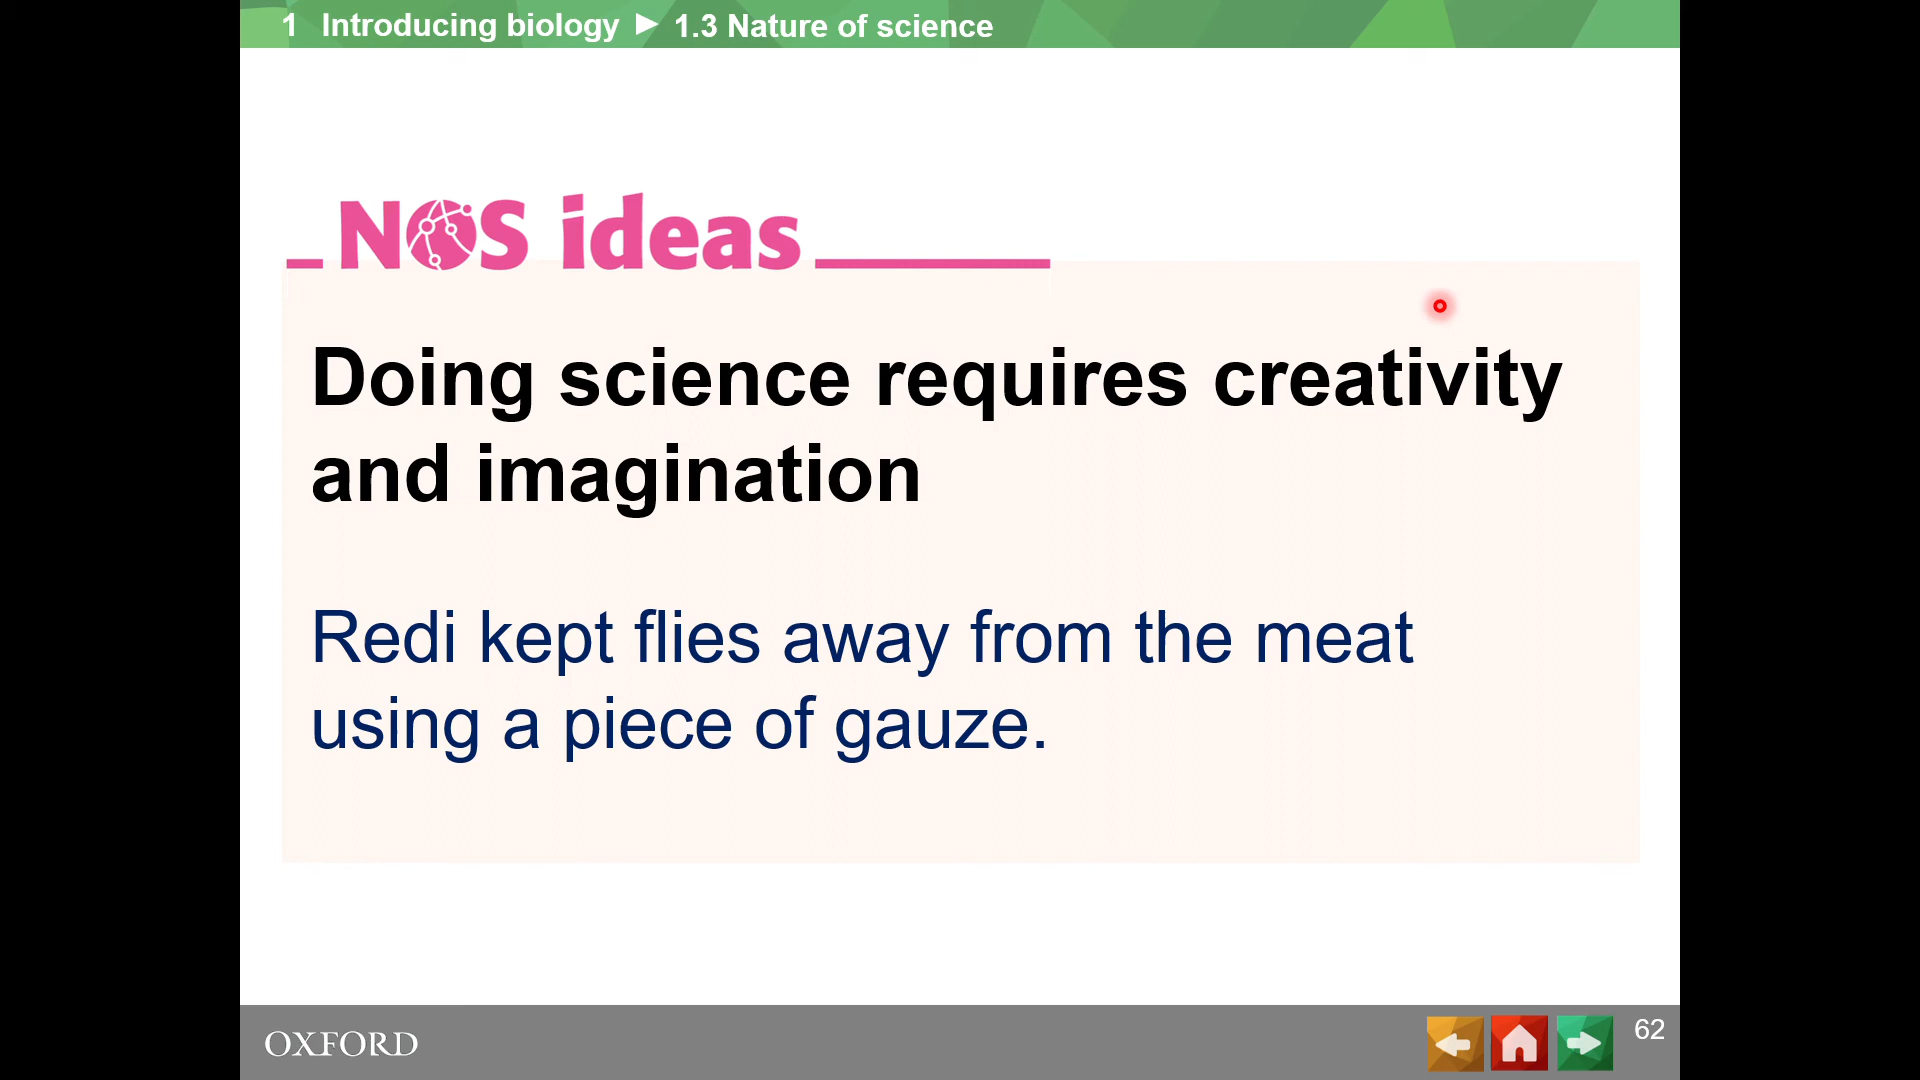 1 Introducing biology ► 1.3 Nature of science
NOS ideas
Doing science requires creativity
and imagination
Redi kept flies away from the meat
using a piece of gauze.
OXFORD
62